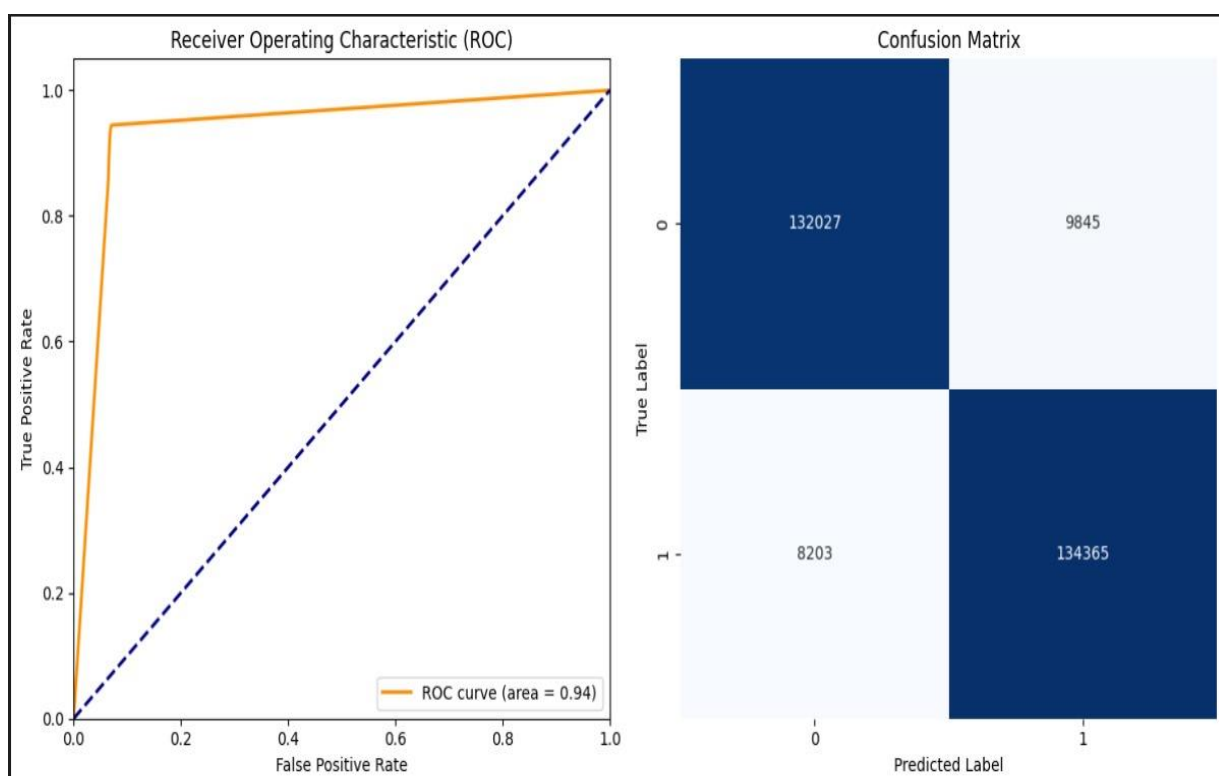 Receiver Operating Characteristic (ROC)
1.0
0.8
0.6
0.4
0.2
0.0
True Positive Rate
0.0
0.2
0.4
0.6
0.8
1.0
False Positive Rate
ROC curve (area = 0.94)
Confusion Matrix
True Label
0
1
132027
9845
8203
134365
0
1
Predicted Label